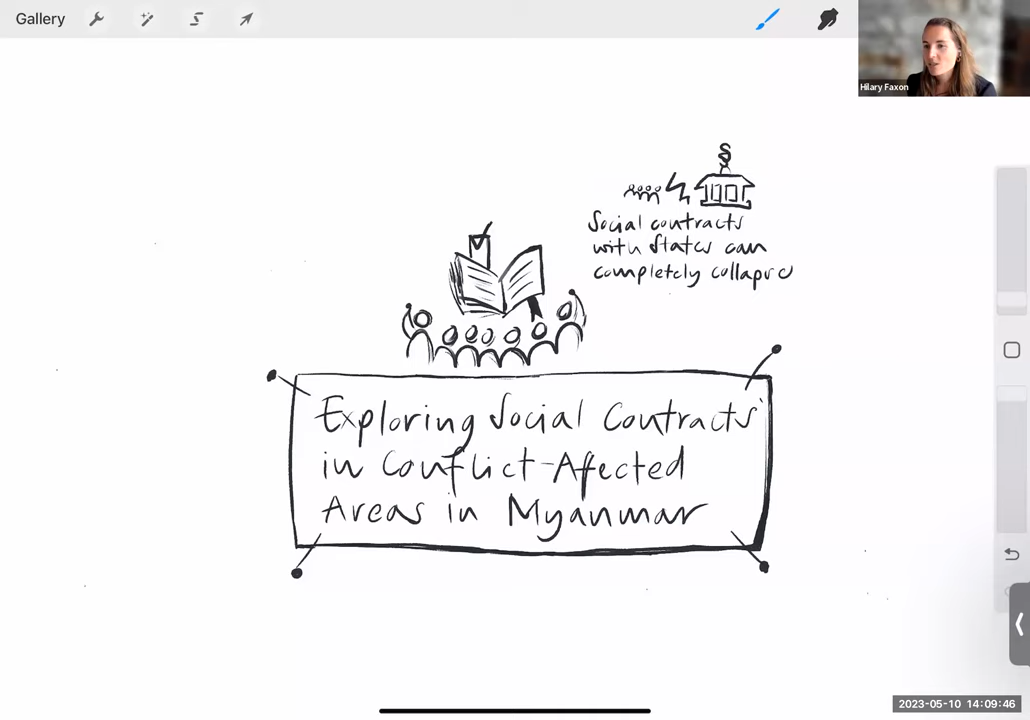 Gallery
Hilary Faxon
§
Social contracts
with States can
completely collapse
Exploring Social Contracts
in Conflict-Affected
Areas in Myanmar
2023-05-10 14:09:46